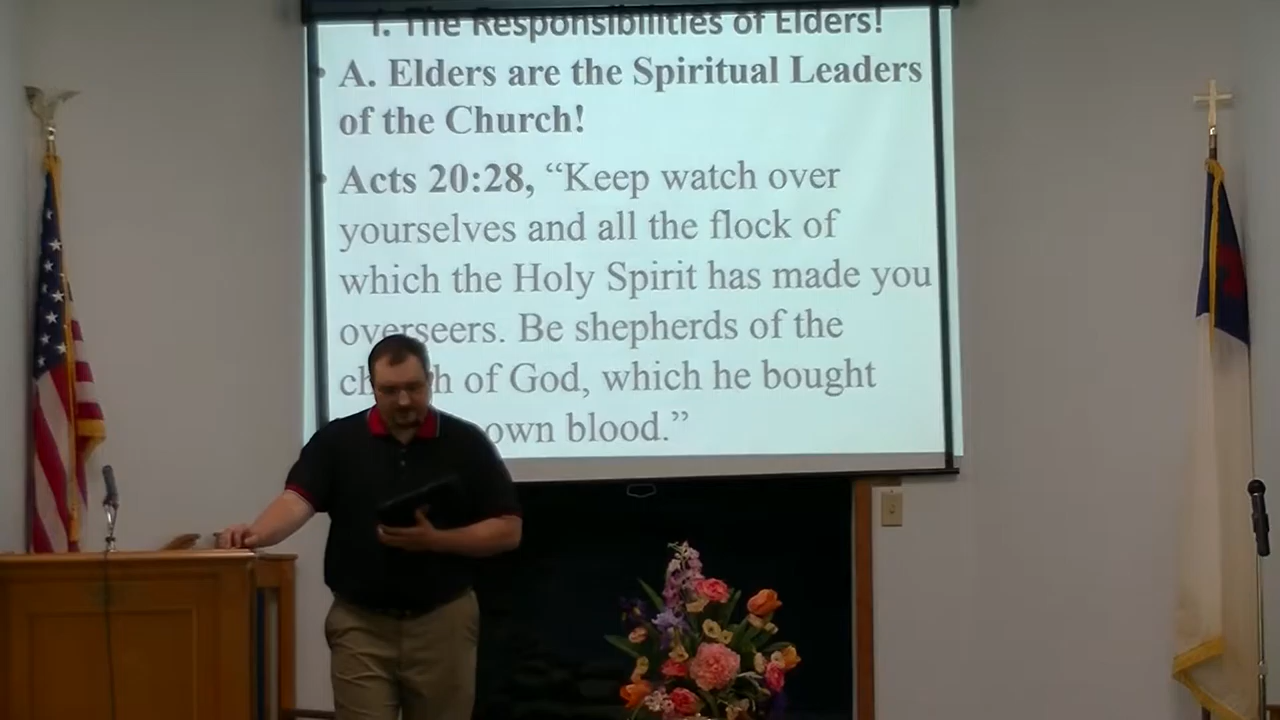 I. The Responsibilities of Elders!
• A. Elders are the Spiritual Leaders
of the Church!
• Acts 20:28, “Keep watch over
yourselves and all the flock of
which the Holy Spirit has made you
overseers. Be shepherds of the
of God, which he bought
own blood.”